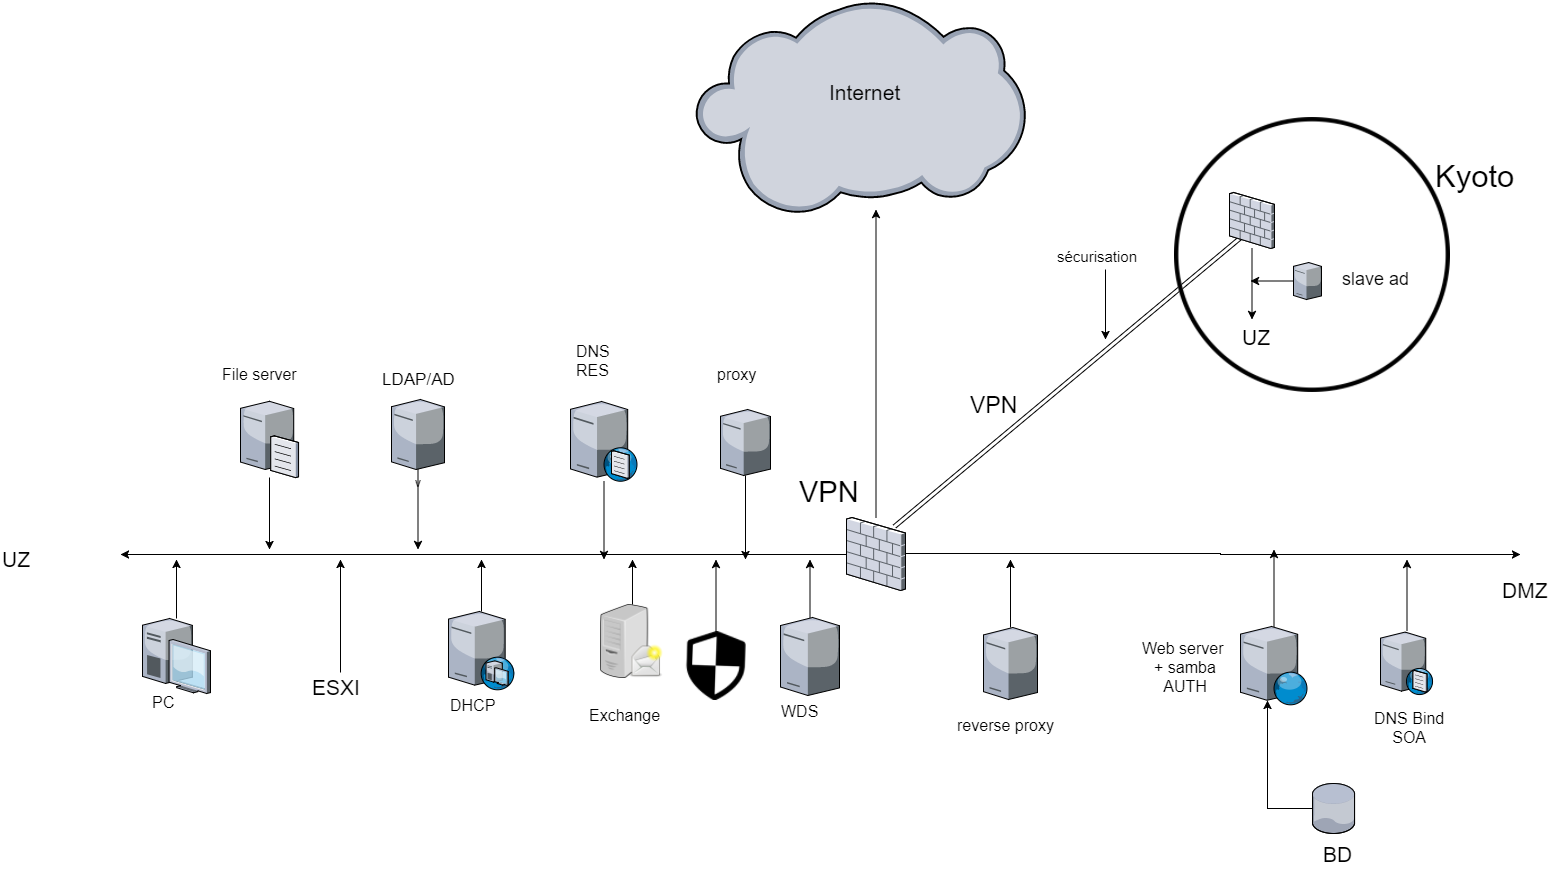 Internet
Kyoto
sécurisation
slave ad
UZ
DNS
RES
File server
LDAP/AD
proxy
VPN
VPN
UZ
DMZ
PC
ESXI
DHCP
Exchange
WDS
reverse proxy
Web server
+ samba
AUTH
DNS Bind
SOA
BD